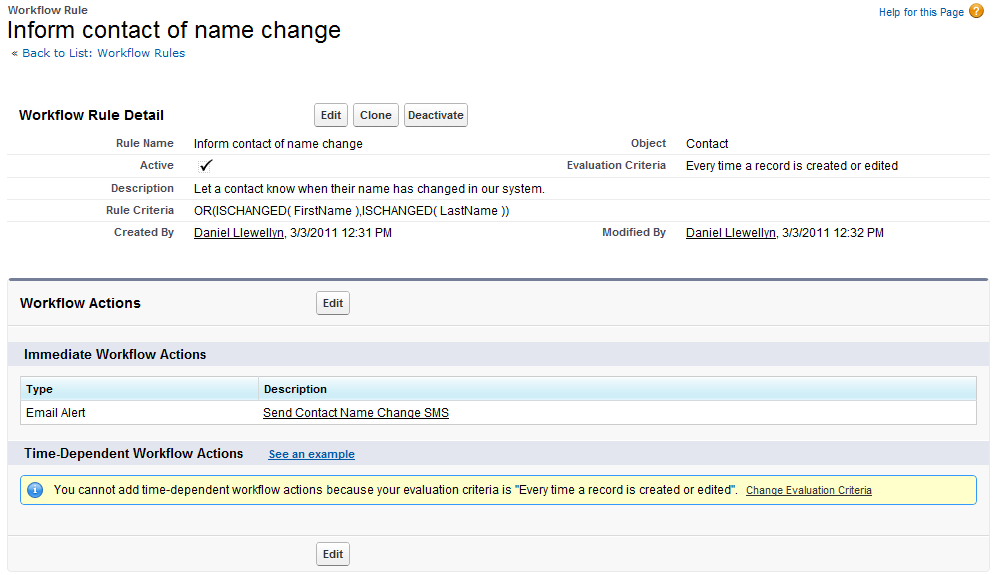 Workflow Rule
Help for this Page
Inform contact of name change
« Back to List: Workflow Rules
Workflow Rule Detail Edit Clone Deactivate
Rule Name Inform contact of name change Object Contact
Active Evaluation Criteria Every time a record is created or edited
Description Let a contact know when their name has changed in our system.
Rule Criteria OR(ISCHANGED( FirstName ),ISCHANGED( LastName ))
Created By Daniel Llewellyn, 3/3/2011 12:31 PM Modified By Daniel Llewellyn, 3/3/2011 12:32 PM
Workflow Actions Edit
Immediate Workflow Actions
Type Description
Email Alert Send Contact Name Change SMS
Time-Dependent Workflow Actions See an example
You cannot add time-dependent workflow actions because your evaluation criteria is "Every time a record is created or edited". Change Evaluation Criteria
Edit